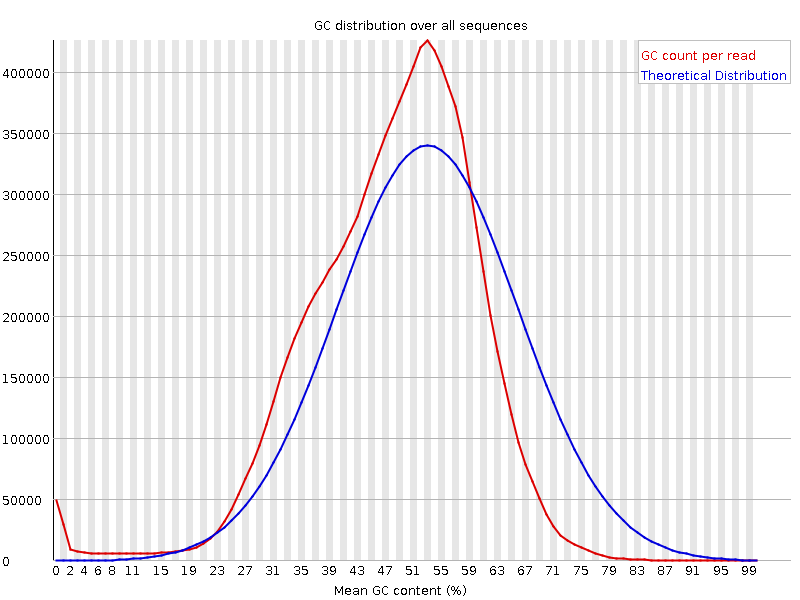 GC distribution over all sequences
GC count per read
Theoretical Distribution
400000
350000
300000
250000
200000
150000
100000
50000
0
0 2 4 6 8 11 15 19 23 27 31 35 39 43 47 51 55 59 63 67 71 75 79 83 87 91 95 99
Mean GC content (%)